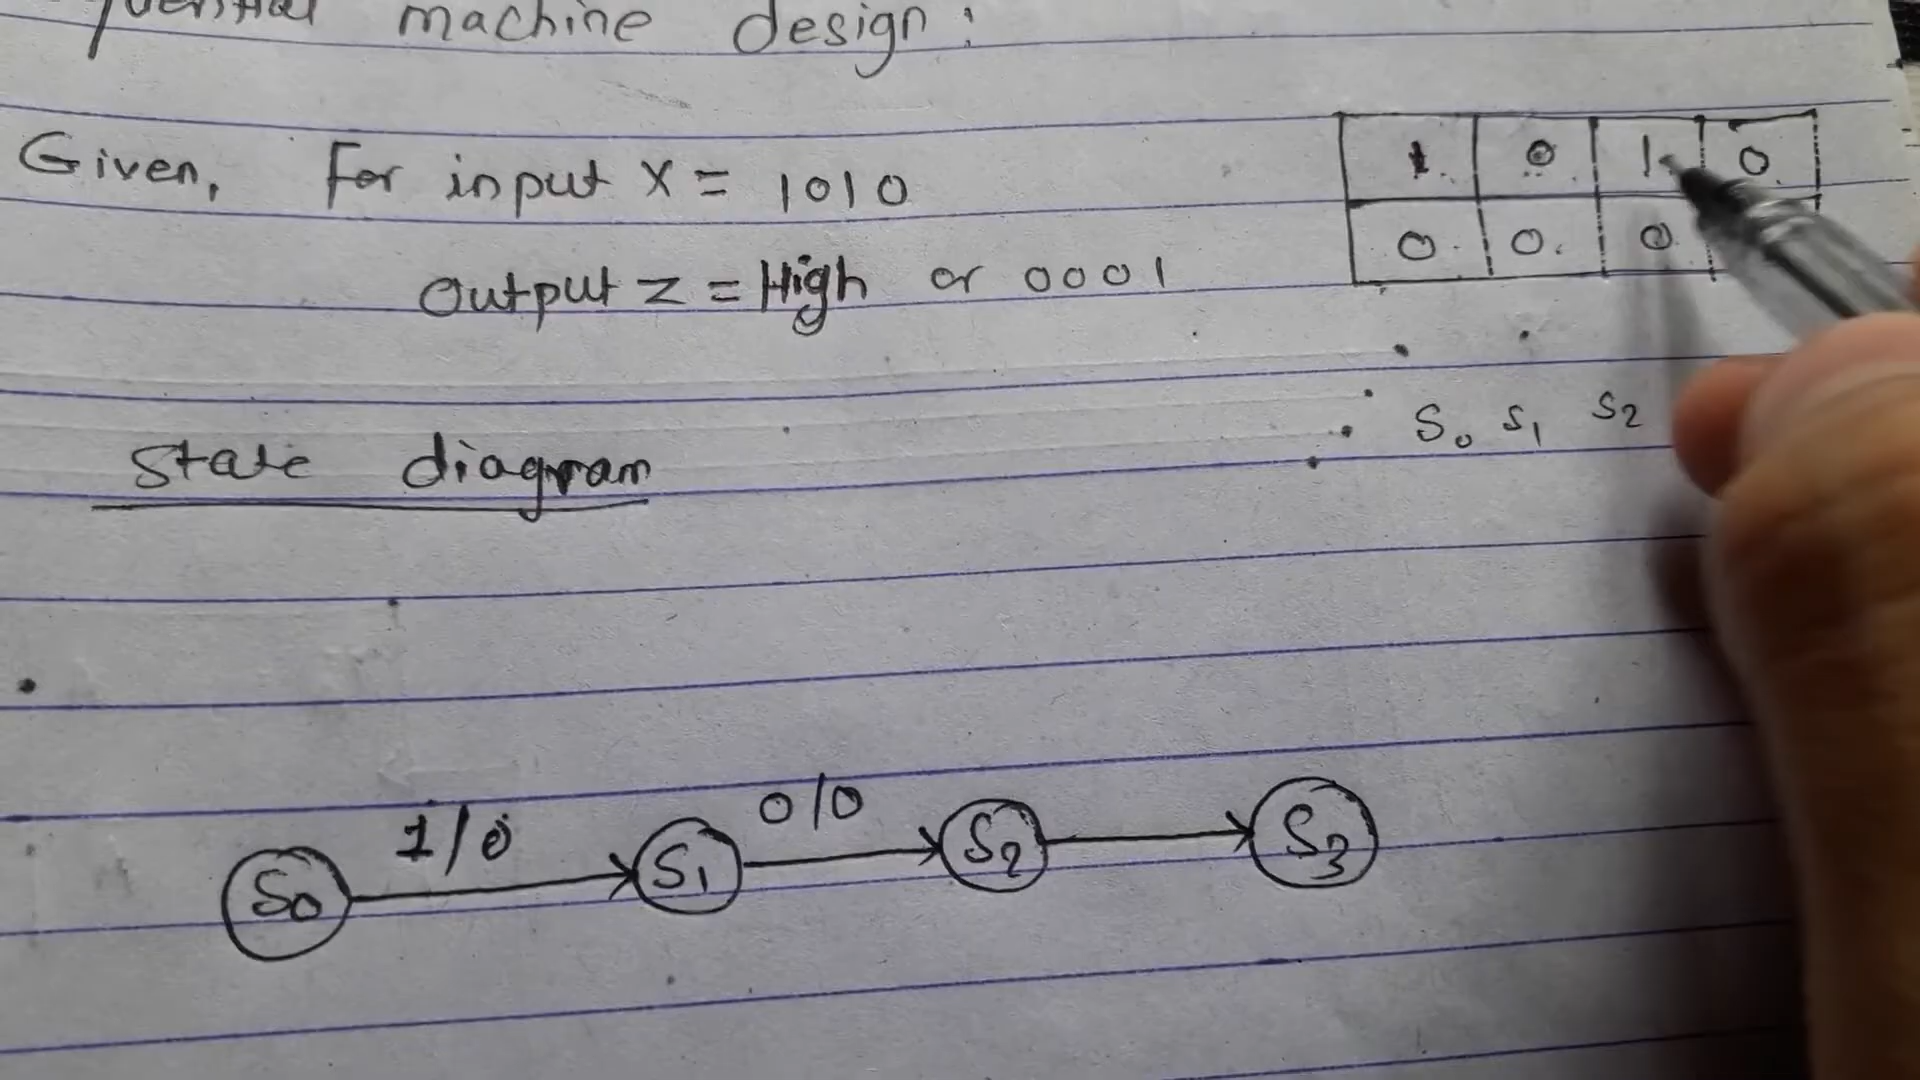 machine design:
Given, For input X = 1010
Output Z = High or 0001
1 0 1 0
0 0 0
S0 S1 S2
State diagram
1/0 0/0
S0 S1 S2 S3